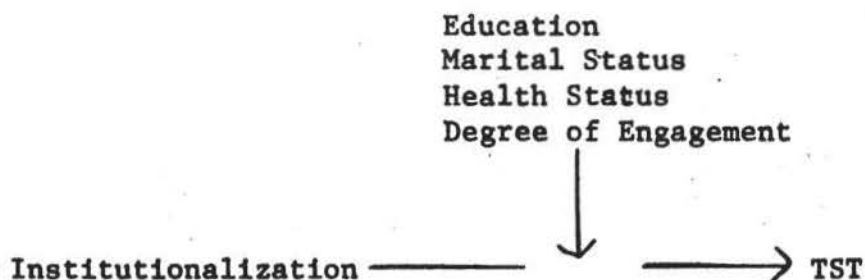 Education
Marital Status
Health Status
Degree of Engagement
Institutionalization TST